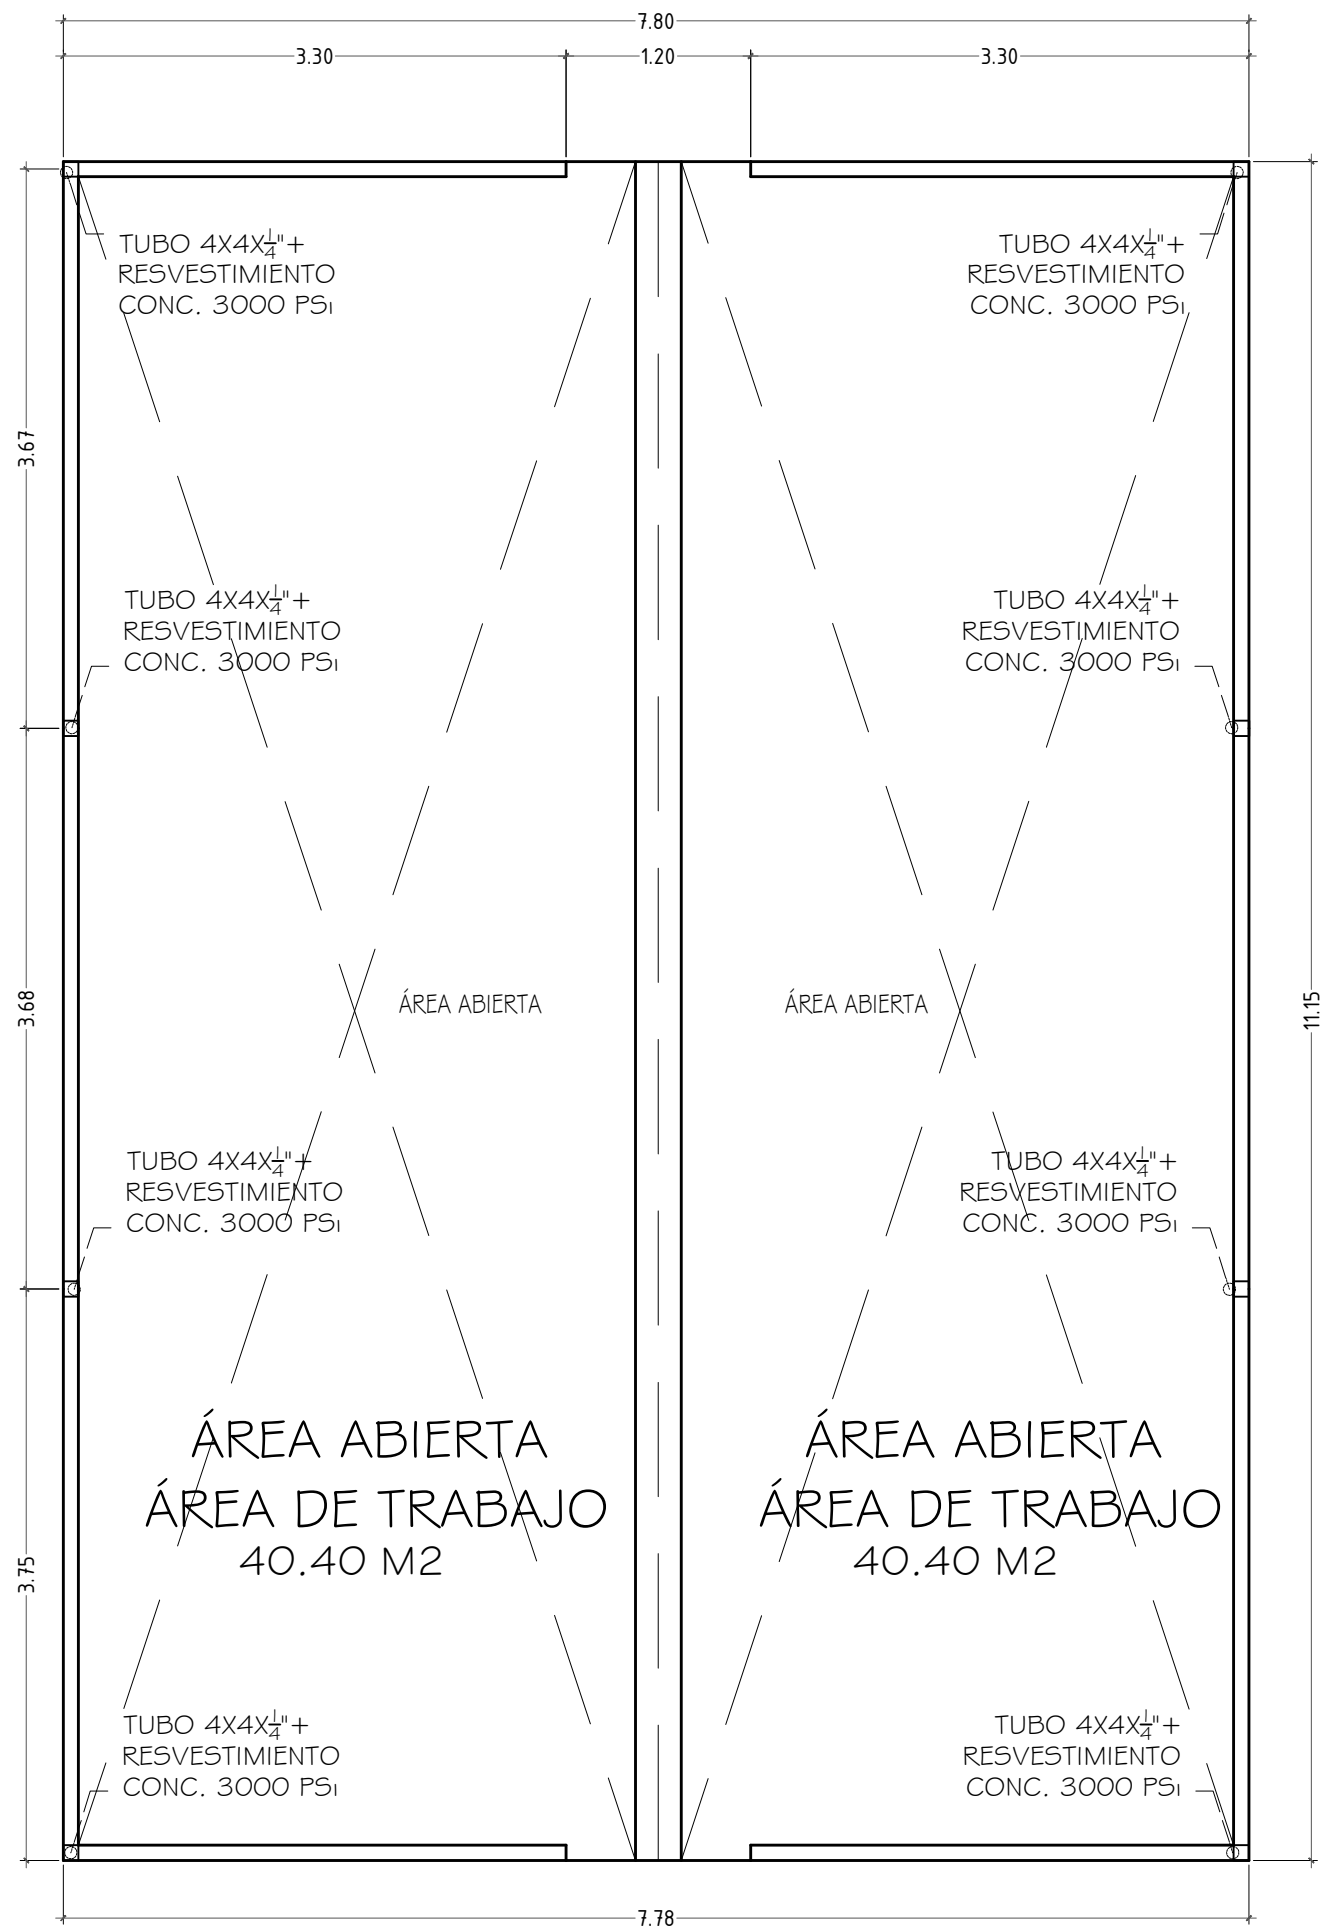 7.80
3.30
1.20
3.30
TUBO 4X4X1/4"+
RESVESTIMIENTO
CONC. 3000 PSi
TUBO 4X4X1/4"+
RESVESTIMIENTO
CONC. 3000 PSi
3.67
TUBO 4X4X1/4"+
RESVESTIMIENTO
CONC. 3000 PSi
TUBO 4X4X1/4"+
RESVESTIMIENTO
CONC. 3000 PSi
3.68
ÁREA ABIERTA
ÁREA ABIERTA
11.15
TUBO 4X4X1/4"+
RESVESTIMIENTO
CONC. 3000 PSi
TUBO 4X4X1/4"+
RESVESTIMIENTO
CONC. 3000 PSi
ÁREA ABIERTA
ÁREA DE TRABAJO
40.40 M2
ÁREA ABIERTA
ÁREA DE TRABAJO
40.40 M2
3.75
TUBO 4X4X1/4"+
RESVESTIMIENTO
CONC. 3000 PSi
TUBO 4X4X1/4"+
RESVESTIMIENTO
CONC. 3000 PSi
7.78